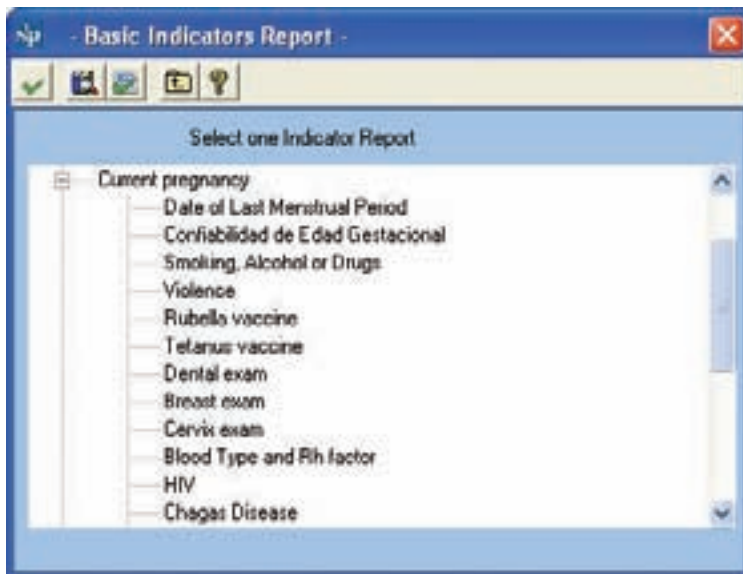 sip - Basic Indicators Report -
Select one Indicator Report
Current pregnancy
Date of Last Menstrual Period
Confiabilidad de Edad Gestacional
Smoking, Alcohol or Drugs
Violence
Rubella vaccine
Tetanus vaccine
Dental exam
Breast exam
Cervix exam
Blood Type and Rh factor
HIV
Chagas Disease